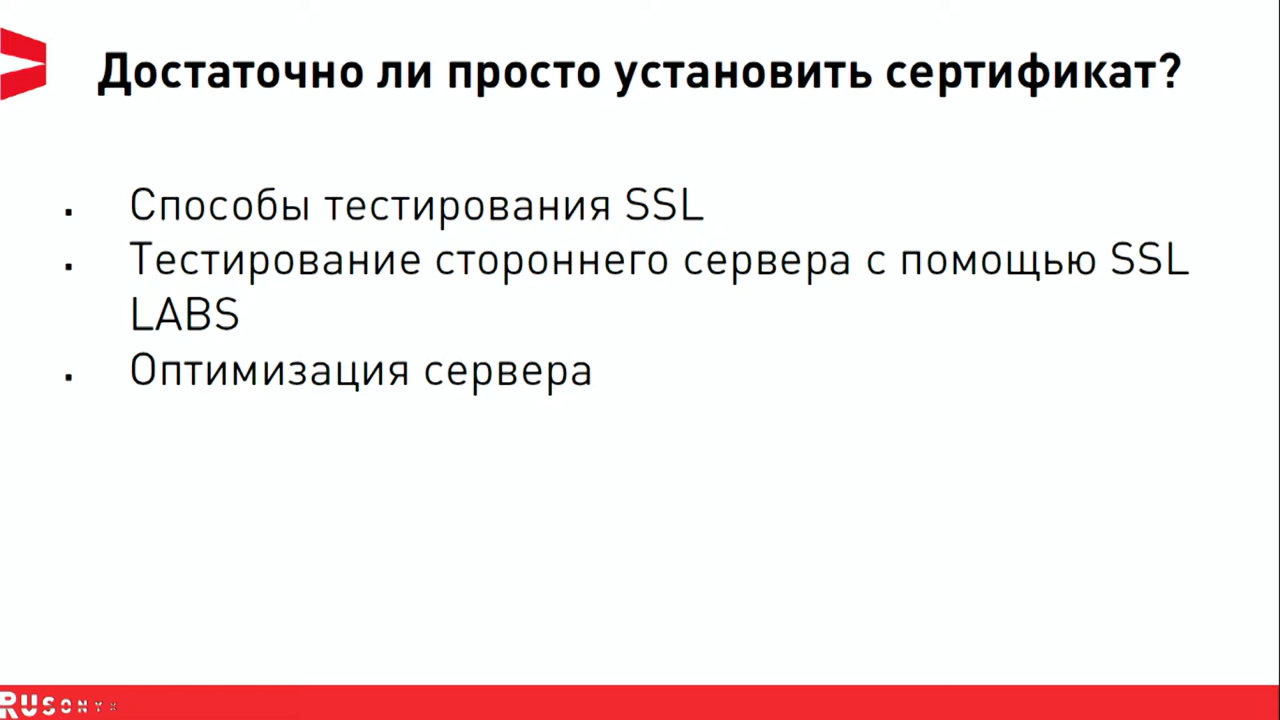 Достаточно ли просто установить сертификат?
Способы тестирования SSL
Тестирование стороннего сервера с помощью SSL
LABS
Оптимизация сервера
RUSONYX